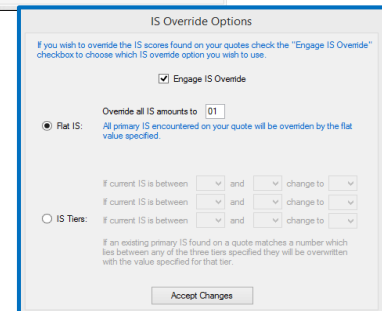 IS Override Options
If you wish to override the IS scores found on your quotes check the "Engage IS Override"
checkbox to choose which IS override option you wish to use.
Engage IS Override
Override all IS amounts to 01
Flat IS: All primary IS encountered on your quote will be overriden by the flat
value specified.
If current IS is between and change to
If current IS is between and change to
IS Tiers: If current IS is between and change to
If an existing primary IS found on a quote matches a number which
lies between any of the three tiers specified they will be overwritten
with the value specified for that tier.
Accept Changes